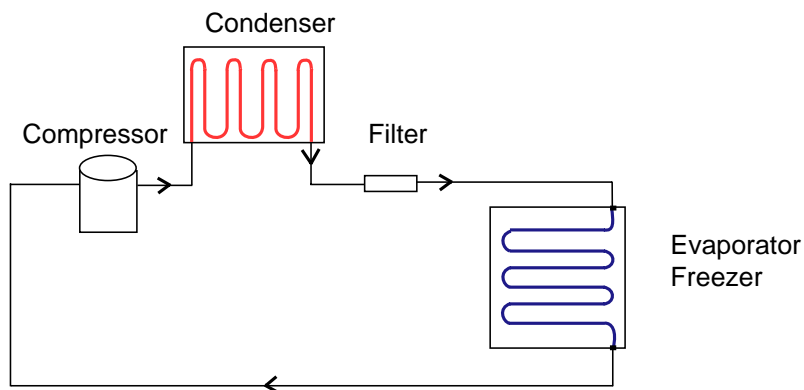 Condenser
Compressor
Filter
Evaporator
Freezer